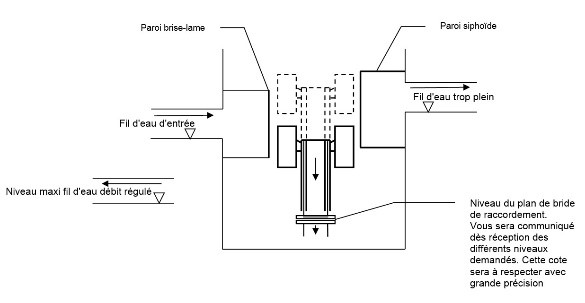 Paroi brise-lame
Paroi siphoïde
Fil d'eau trop plein
Fil d'eau d'entrée
Niveau maxi fil d'eau débit régulé
Niveau du plan de bride
de raccordement.
Vous sera communiqué
dès réception des
différents niveaux
demandés. Cette cote
sera à respecter avec
grande précision